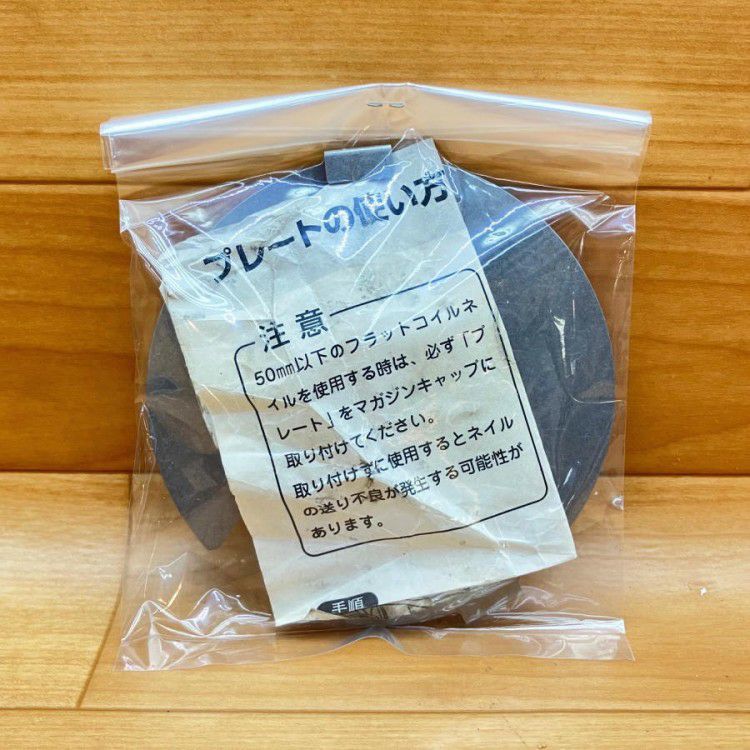 プレートの使い方
注意
50mm以下のフラットコイルネ
イルを使用する時は、必ず「プ
レート」をマガジンキャップに
取り付けてください。
取り付けずに使用するとネイル
の送り不良が発生する可能性が
あります。
手順